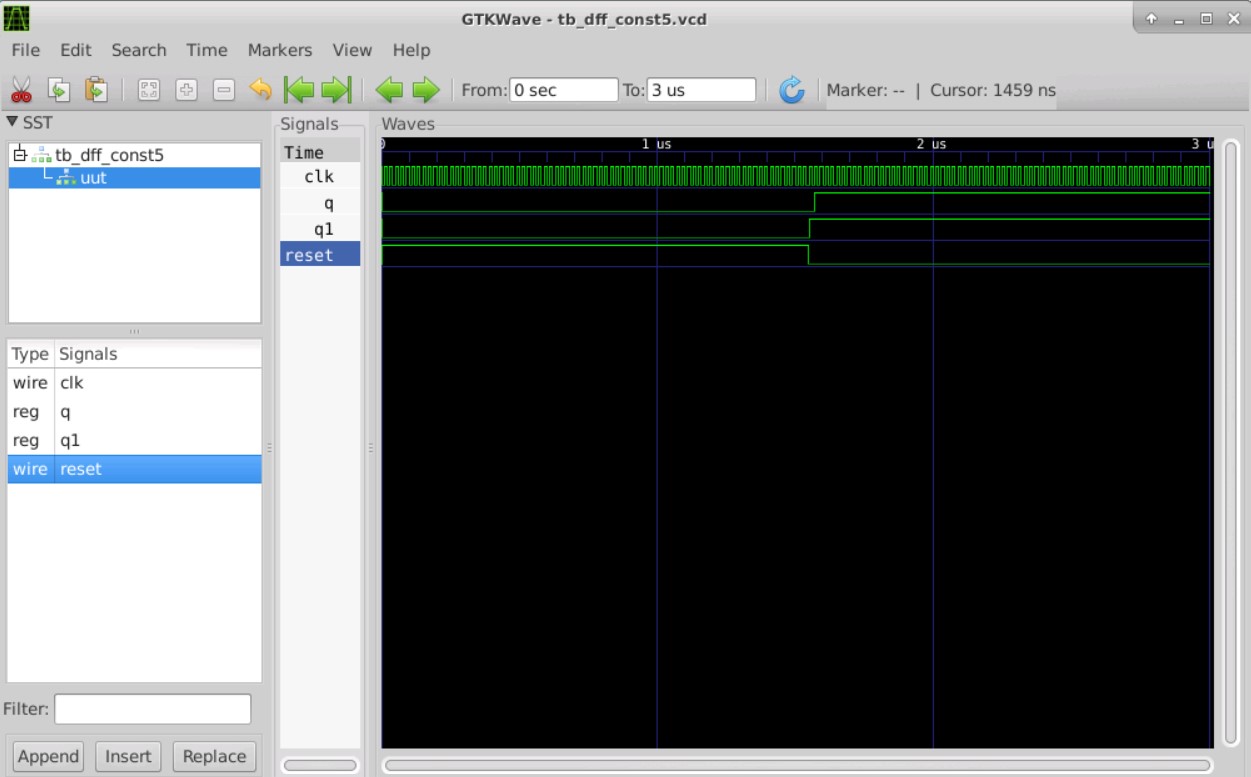 GTKWave - tb_dff_const5.vcd
File Edit Search Time Markers View Help
From: 0 sec To: 3 us Marker: -- | Cursor: 1459 ns
SST
tb_dff_const5
uut
Type Signals
wire clk
reg q
reg q1
wire reset
Filter:
Append Insert Replace
Signals
Time
clk
q
q1
reset
Waves
0 1 us 2 us 3 u